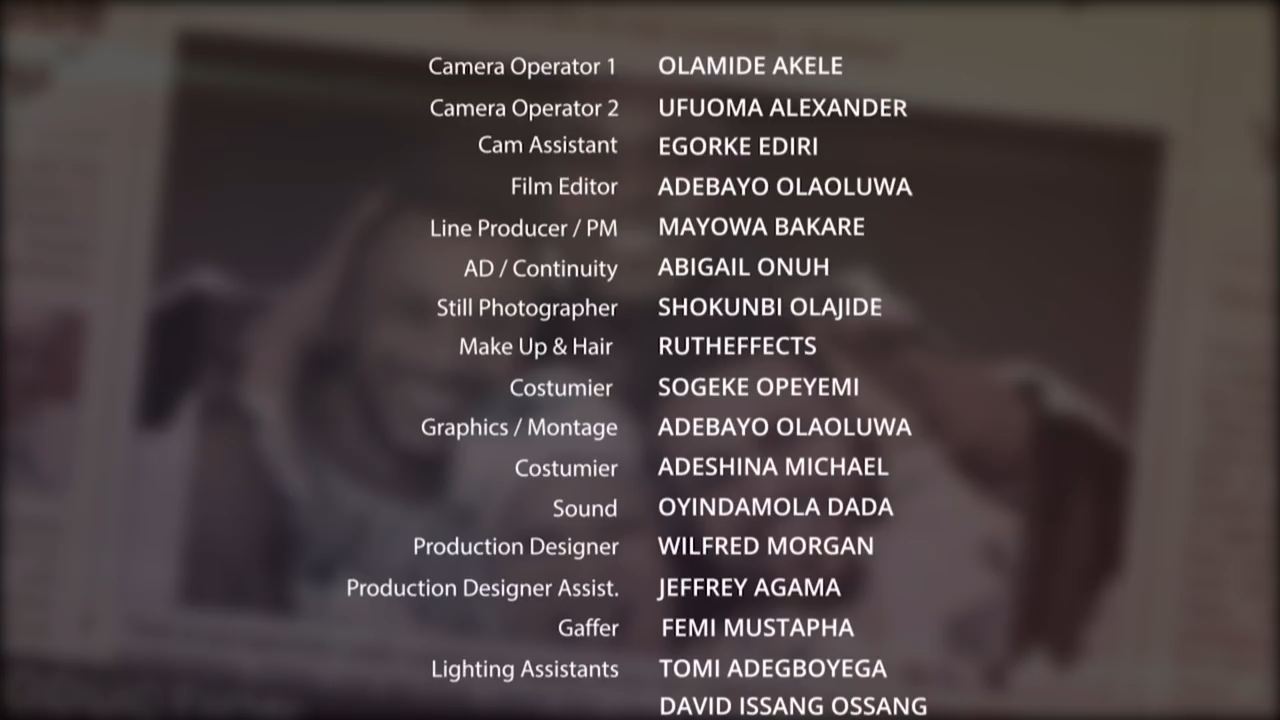 Camera Operator 1 OLAMIDE AKELE
Camera Operator 2 UFUOMA ALEXANDER
Cam Assistant EGORKE EDIRI
Film Editor ADEBAYO OLAOLUWA
Line Producer / PM MAYOWA BAKARE
AD / Continuity ABIGAIL ONUH
Still Photographer SHOKUNBI OLAJIDE
Make Up & Hair RUTHEFFECTS
Costumier SOGEKE OPEYEMI
Graphics / Montage ADEBAYO OLAOLUWA
Costumier ADESHINA MICHAEL
Sound OYINDAMOLA DADA
Production Designer WILFRED MORGAN
Production Designer Assist. JEFFREY AGAMA
Gaffer FEMI MUSTAPHA
Lighting Assistants TOMI ADEGBOYEGA
DAVID ISSANG OSSANG